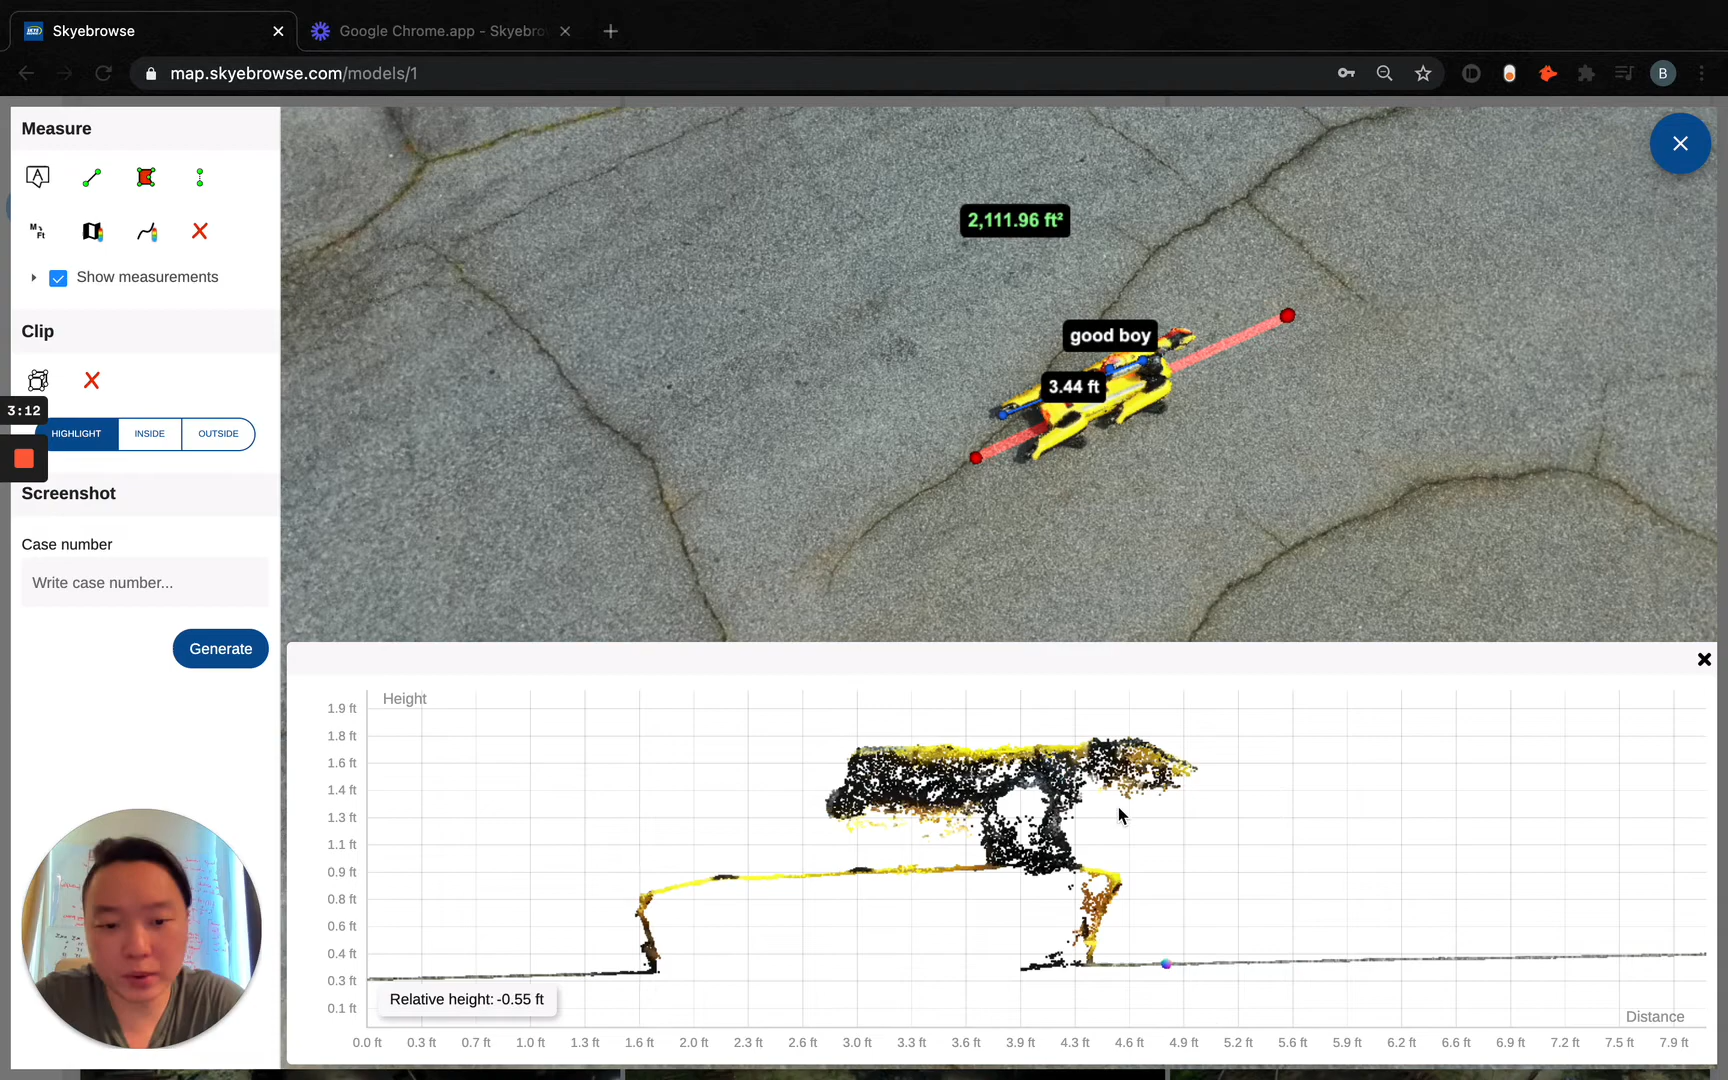 Skyebrowse
Google Chrome.app - Skyebro
map.skyebrowse.com/models/1
B
Measure
A
M
Ft
Show measurements
Clip
3:12
HIGHLIGHT
INSIDE
OUTSIDE
Screenshot
Case number
Write case number...
Generate
2,111.96 ft²
good boy
3.44 ft
Height
1.9 ft
1.8 ft
1.6 ft
1.4 ft
1.3 ft
1.1 ft
0.9 ft
0.8 ft
0.6 ft
0.4 ft
0.3 ft
0.1 ft
Relative height: -0.55 ft
Distance
0.0 ft 0.3 ft 0.7 ft 1.0 ft 1.3 ft 1.6 ft 2.0 ft 2.3 ft 2.6 ft 3.0 ft 3.3 ft 3.6 ft 3.9 ft 4.3 ft 4.6 ft 4.9 ft 5.2 ft 5.6 ft 5.9 ft 6.2 ft 6.6 ft 6.9 ft 7.2 ft 7.5 ft 7.9 ft